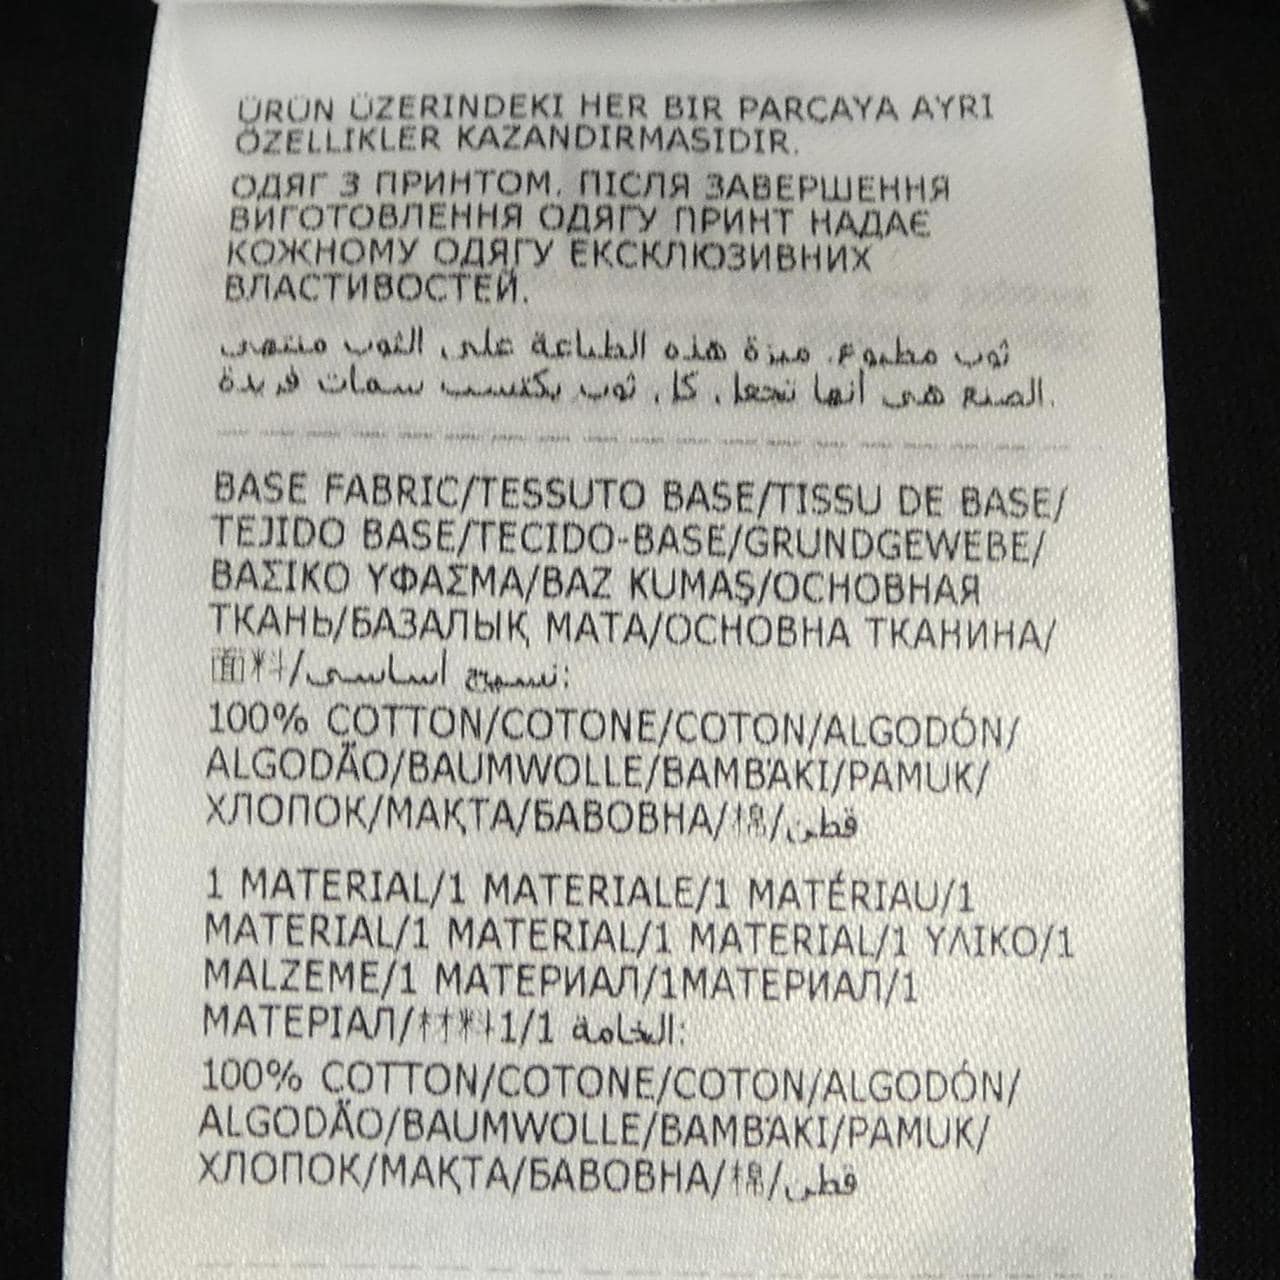 ÜRÜN ÜZERINDEKI HER BIR PARÇAYA AYRI
ÖZELLIKLER KAZANDIRMASIDIR.
ОДЯГ З ПРИНТОМ. ПІСЛЯ ЗАВЕРШЕННЯ
ВИГОТОВЛЕННЯ ОДЯГУ ПРИНТ НАДАЄ
КОЖНОМУ ОДЯГУ ЕКСКЛЮЗИВНИХ
ВЛАСТИВОСТЕЙ.
ثوب مطبوع. ميزة هذه الطباعة على الثوب منتهى
الصنع هى أنها تجعل كل ثوب يكتسب سمات فريدة.
BASE FABRIC/TESSUTO BASE/TISSU DE BASE/
TEJIDO BASE/TECIDO-BASE/GRUNDGEWEBE/
ΒΑΣΙΚΟ ΥΦΑΣΜΑ/BAZ KUMAŞ/ОСНОВНАЯ
ТКАНЬ/БАЗАЛЫҚ МАТА/ОСНОВНА ТКАНИНА/
面料/نسيج أساسى:
100% COTTON/COTONE/COTON/ALGODÓN/
ALGODÃO/BAUMWOLLE/ΒΑΜΒΆΚΙ/PAMUK/
ХЛОПОК/МАҚТА/БАВОВНА/棉/قطن
1 MATERIAL/1 MATERIALE/1 MATÉRIAU/1
MATERIAL/1 MATERIAL/1 MATERIAL/1 ΥΛΙΚΟ/1
MALZEME/1 МАТЕРИАЛ/1МАТЕРИАЛ/1
МАТЕРІАЛ/材料1/1 الخامة:
100% COTTON/COTONE/COTON/ALGODÓN/
ALGODÃO/BAUMWOLLE/ΒΑΜΒΆΚΙ/PAMUK/
ХЛОПОК/МАҚТА/БАВОВНА/棉/قطن